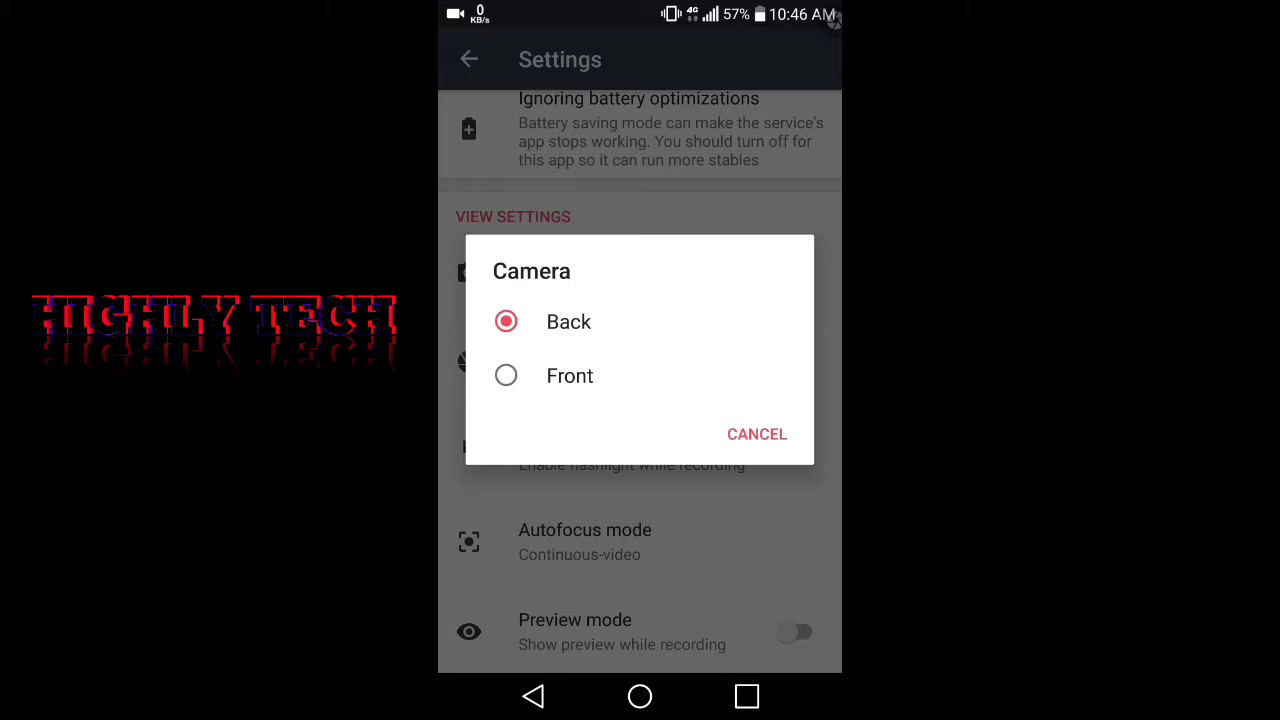 0
KB/s
4G
57%
10:46 AM
Settings
Ignoring battery optimizations
Battery saving mode can make the service's
app stops working. You should turn off for
this app so it can run more stables
VIEW SETTINGS
HIGHLY TECH
Camera
Back
Front
CANCEL
Enable flashlight while recording
Autofocus mode
Continuous-video
Preview mode
Show preview while recording